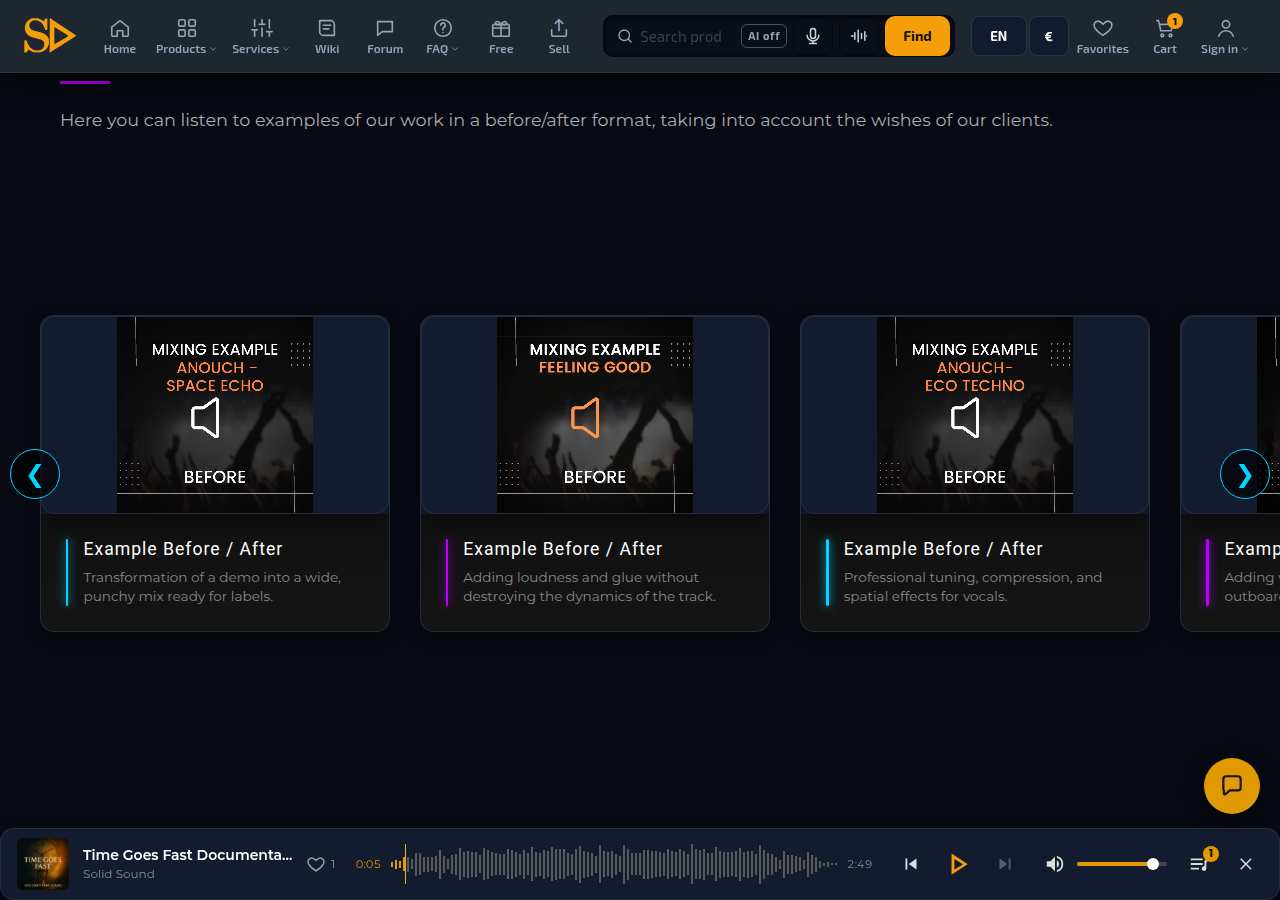 Home
Products
Services
Wiki
Forum
FAQ
Free
Sell
Search prod
AI off
Find
EN
€
Favorites
1
Cart
Sign in
Here you can listen to examples of our work in a before/after format, taking into account the wishes of our clients.
MIXING EXAMPLE
ANOUCH -
SPACE ECHO
BEFORE
Example Before / After
Transformation of a demo into a wide,
punchy mix ready for labels.
MIXING EXAMPLE
FEELING GOOD
BEFORE
Example Before / After
Adding loudness and glue without
destroying the dynamics of the track.
MIXING EXAMPLE
ANOUCH-
ECO TECHNO
BEFORE
Example Before / After
Professional tuning, compression, and
spatial effects for vocals.
TIME GOES
FAST
Time Goes Fast Documenta...
Solid Sound
1
0:05
2:49
1